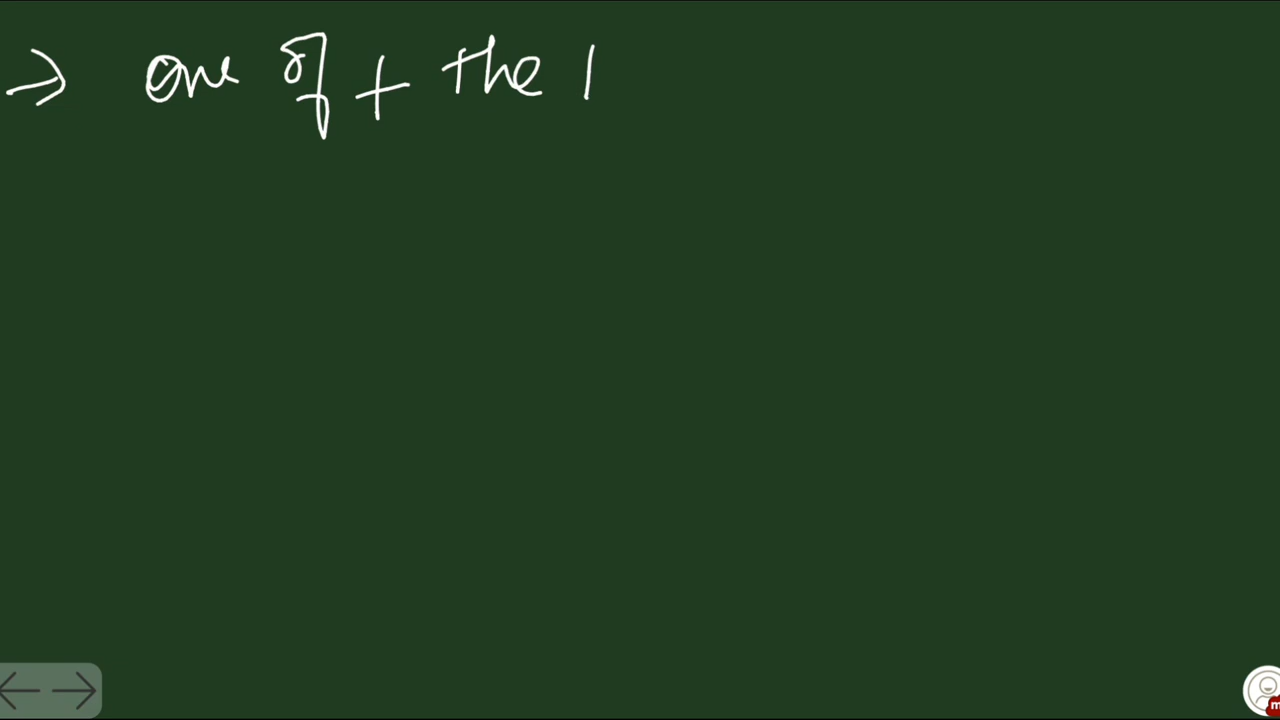 ⇒ one of + the